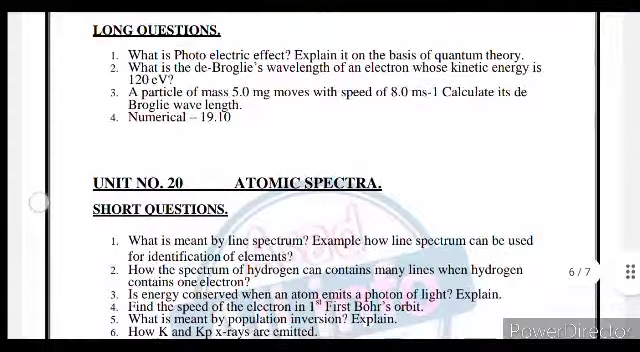 LONG QUESTIONS.
1. What is Photo electric effect? Explain it on the basis of quantum theory.
2. What is the de-Broglie's wavelength of an electron whose kinetic energy is
120 eV?
3. A particle of mass 5.0 mg moves with speed of 8.0 ms-1 Calculate its de
Broglie wave length.
4. Numerical – 19.10
UNIT NO. 20 ATOMIC SPECTRA.
SHORT QUESTIONS.
1. What is meant by line spectrum? Example how line spectrum can be used
for identification of elements?
2. How the spectrum of hydrogen can contains many lines when hydrogen
contains one electron?
6 / 7
3. Is energy conserved when an atom emits a photon of light? Explain.
4. Find the speed of the electron in 1st First Bohr's orbit.
5. What is meant by population inversion? Explain.
6. How K and Kp x-rays are emitted.
PowerDirector